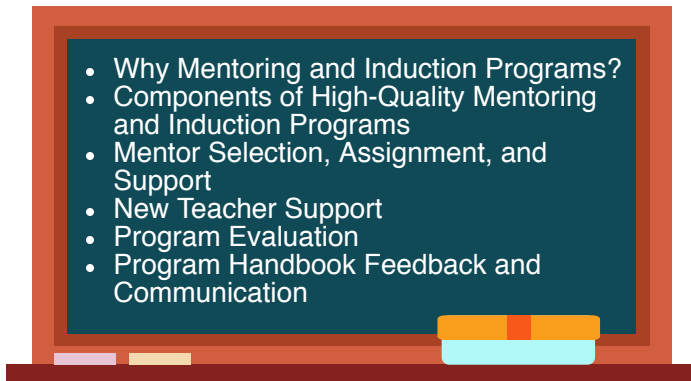 • Why Mentoring and Induction Programs?
• Components of High-Quality Mentoring
and Induction Programs
• Mentor Selection, Assignment, and
Support
• New Teacher Support
• Program Evaluation
• Program Handbook Feedback and
Communication